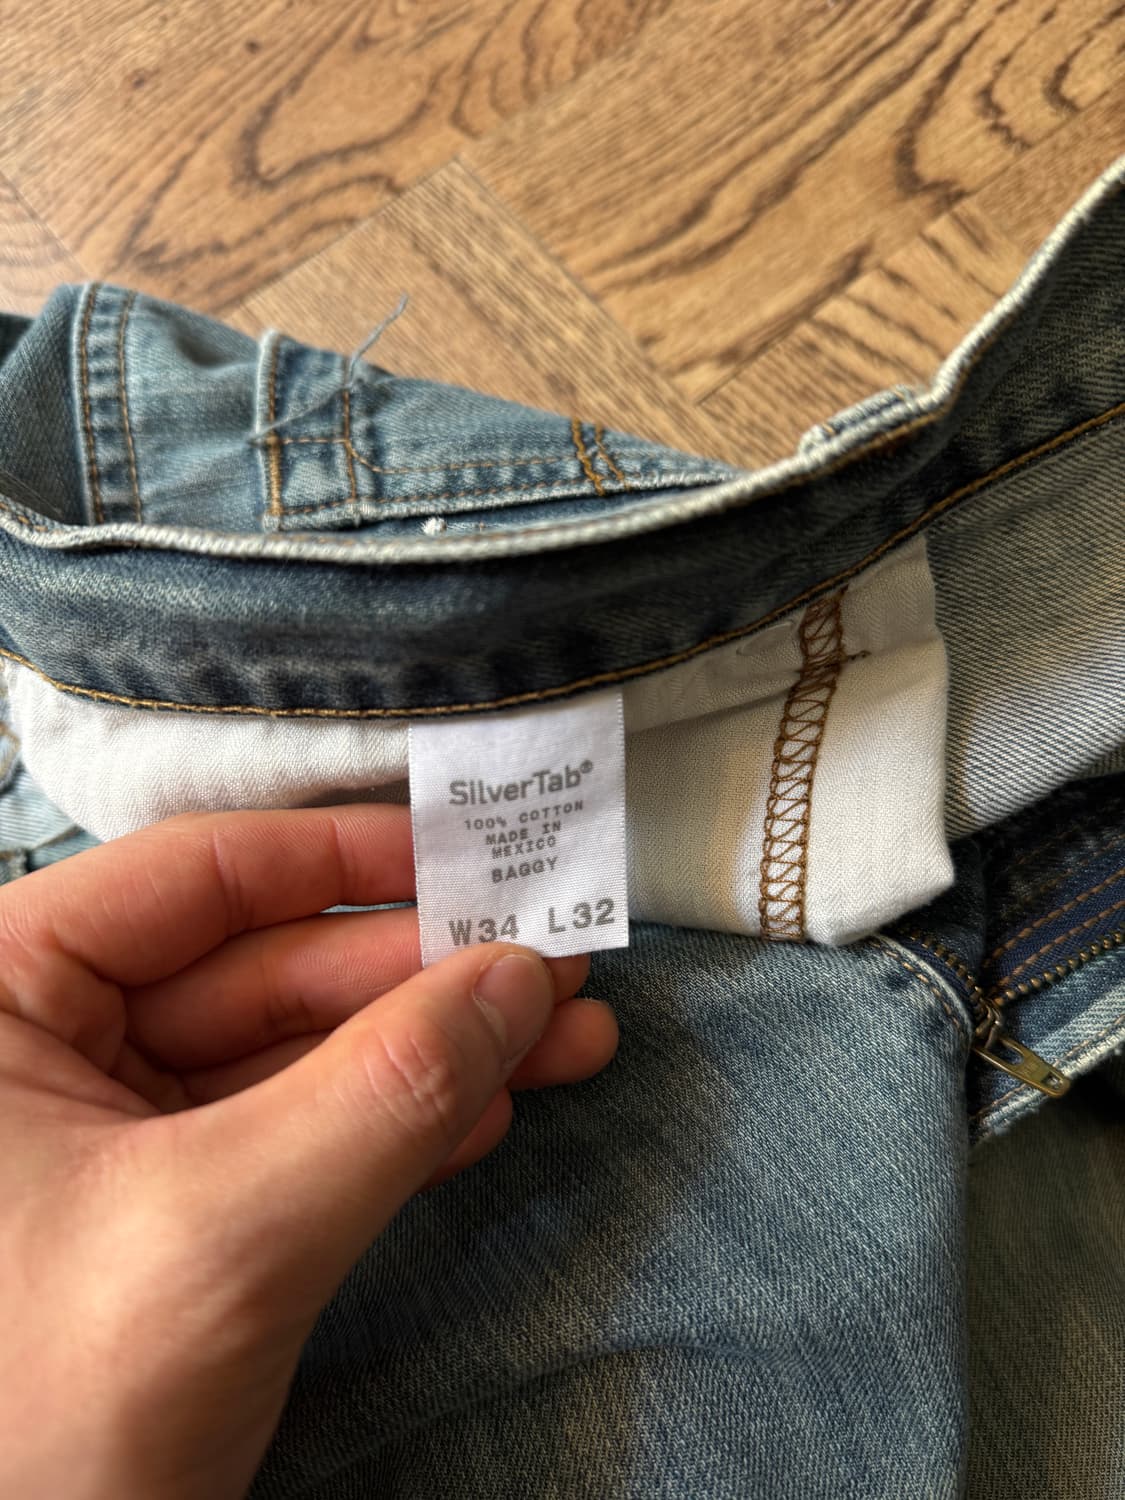 SilverTab®
100% COTTON
MADE IN
MEXICO
BAGGY
W34 L32